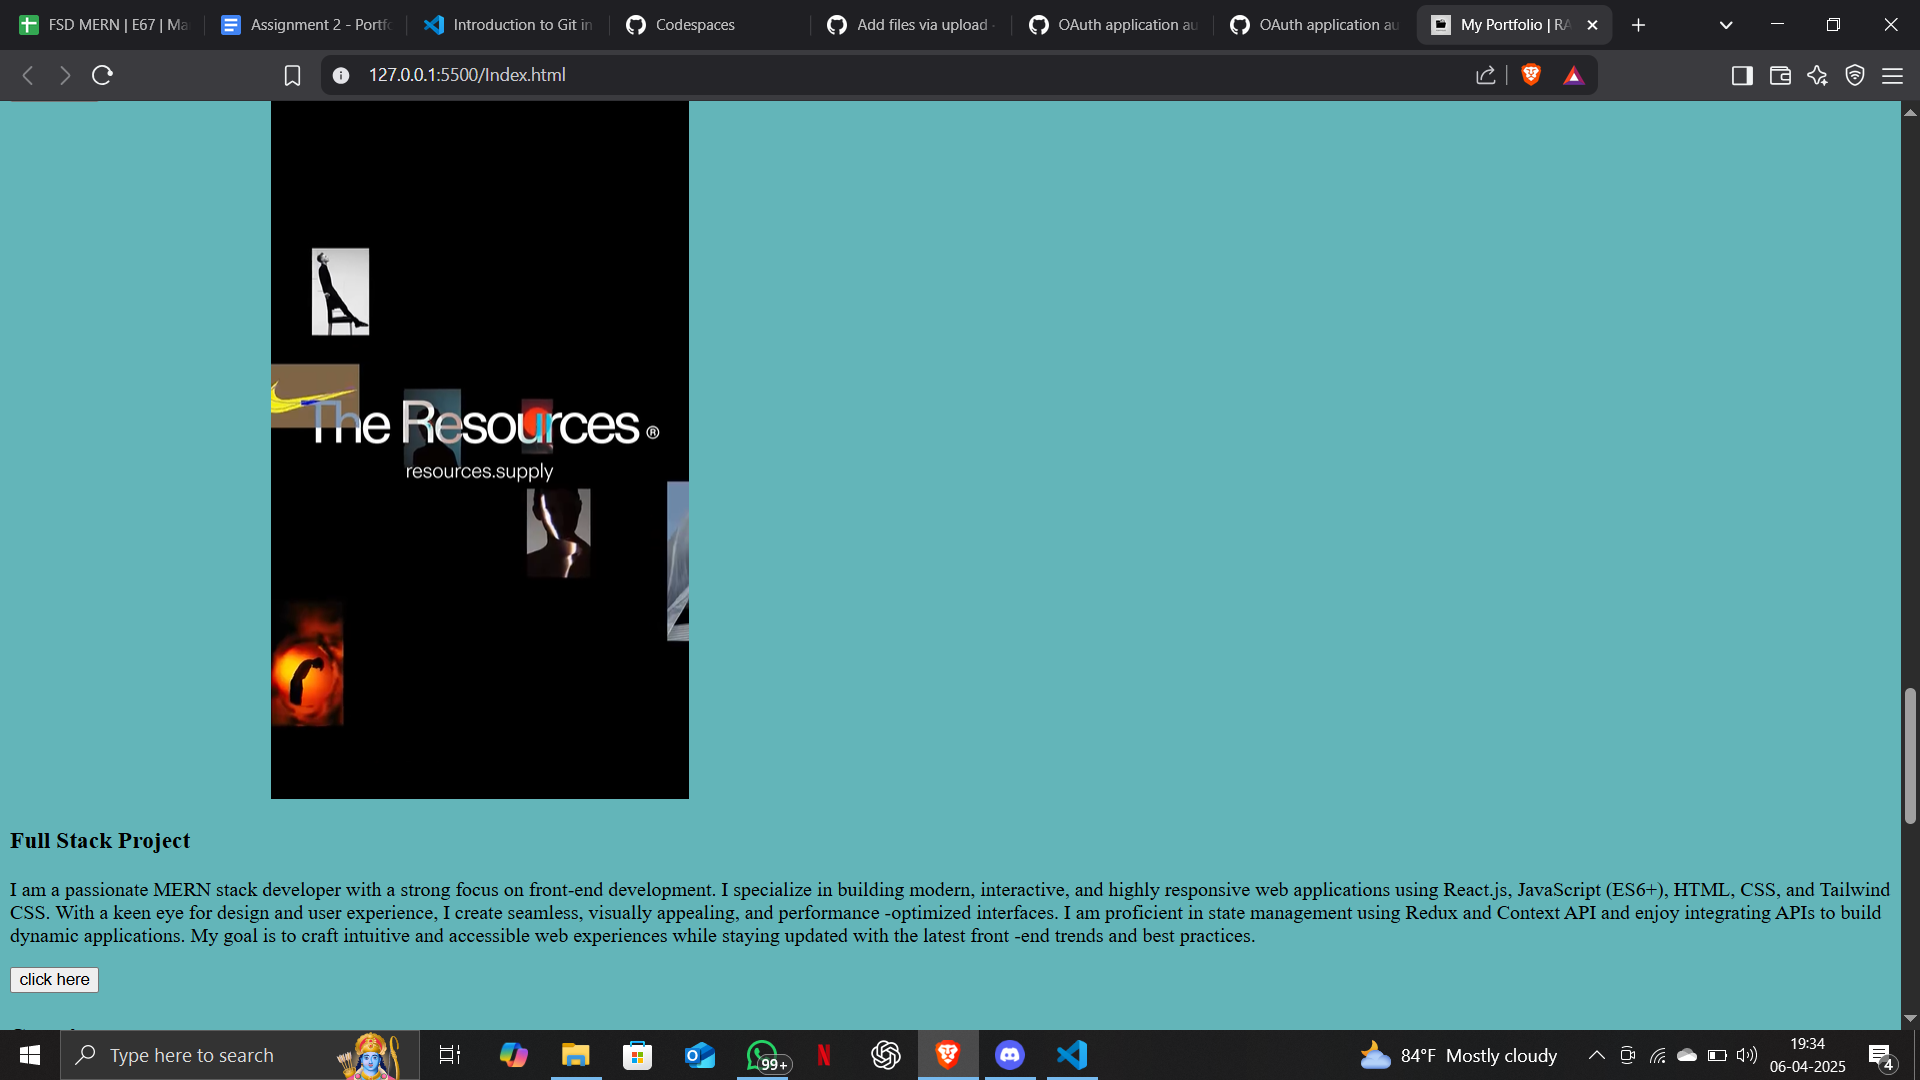 FSD MERN | E67 | Ma
Assignment 2 - Portfo
Introduction to Git in
Codespaces
Add files via upload ·
OAuth application au
OAuth application au
My Portfolio | RA
127.0.0.1:5500/Index.html
The Resources ®
resources.supply
Full Stack Project
I am a passionate MERN stack developer with a strong focus on front-end development. I specialize in building modern, interactive, and highly responsive web applications using React.js, JavaScript (ES6+), HTML, CSS, and Tailwind
CSS. With a keen eye for design and user experience, I create seamless, visually appealing, and performance -optimized interfaces. I am proficient in state management using Redux and Context API and enjoy integrating APIs to build
dynamic applications. My goal is to craft intuitive and accessible web experiences while staying updated with the latest front -end trends and best practices.
click here
Type here to search
99+
84°F Mostly cloudy
19:34
06-04-2025
4